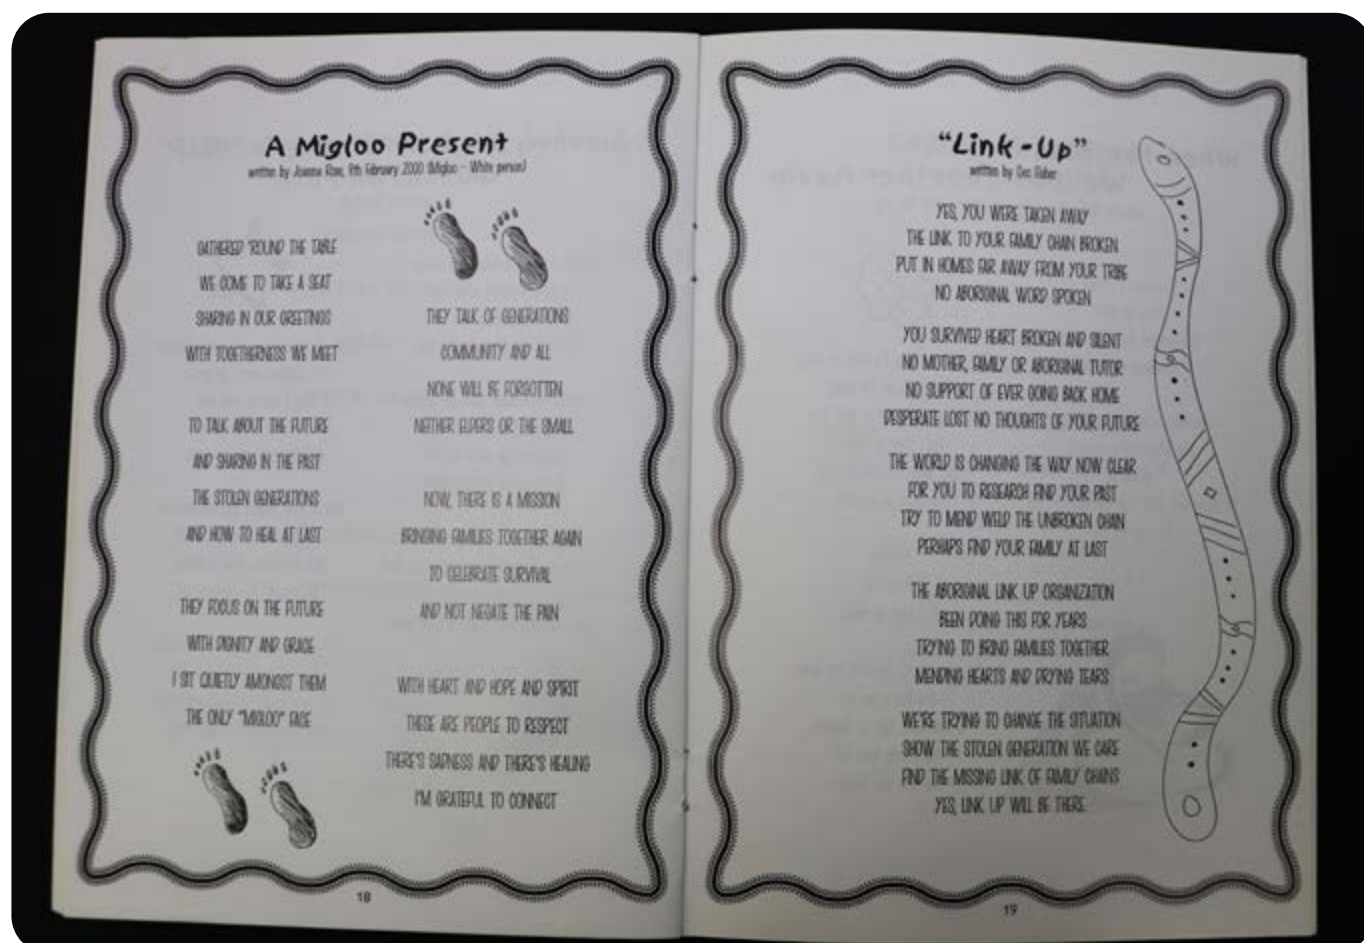 A Migloo Present
written by Joanna Rose, 9th February 2000 (Migloo - White person)
GATHERED 'ROUND THE TABLE
WE COME TO TAKE A SEAT
SHARING IN OUR GREETINGS
WITH TOGETHERNESS WE MEET
TO TALK ABOUT THE FUTURE
AND SHARING IN THE PAST
THE STOLEN GENERATIONS
AND HOW TO HEAL AT LAST
THEY FOCUS ON THE FUTURE
WITH DIGNITY AND GRACE
I SIT QUIETLY AMONGST THEM
THE ONLY "MIGLOO" FACE
THEY TALK OF GENERATIONS
COMMUNITY AND ALL
NONE WILL BE FORGOTTEN
NEITHER ELDERS OR THE SMALL
NOW, THERE IS A MISSION
BRINGING FAMILIES TOGETHER AGAIN
TO CELEBRATE SURVIVAL
AND NOT NEGATE THE PAIN
WITH HEART AND HOPE AND SPIRIT
THESE ARE PEOPLE TO RESPECT
THERE'S SADNESS AND THERE'S HEALING
I'M GRATEFUL TO CONNECT
18
"Link-Up"
written by
YES, YOU WERE TAKEN AWAY
THE LINK TO YOUR FAMILY CHAIN BROKEN
PUT IN HOMES FAR AWAY FROM YOUR TRIBE
NO ABORIGINAL WORD SPOKEN
YOU SURVIVED HEART BROKEN AND SILENT
NO MOTHER, FAMILY OR ABORIGINAL TUTOR
NO SUPPORT OF EVER GOING BACK HOME
DESPERATE LOST NO THOUGHTS OF YOUR FUTURE
THE WORLD IS CHANGING THE WAY NOW CLEAR
FOR YOU TO RESEARCH FIND YOUR PAST
TRY TO MEND WELD THE UNBROKEN CHAIN
PERHAPS FIND YOUR FAMILY AT LAST
THE ABORIGINAL LINK UP ORGANIZATION
BEEN DOING THIS FOR YEARS
TRYING TO BRING FAMILIES TOGETHER
MENDING HEARTS AND DRYING TEARS
WE'RE TRYING TO CHANGE THE SITUATION
SHOW THE STOLEN GENERATION WE CARE
FIND THE MISSING LINK OF FAMILY CHAINS
YES, LINK UP WILL BE THERE.
19